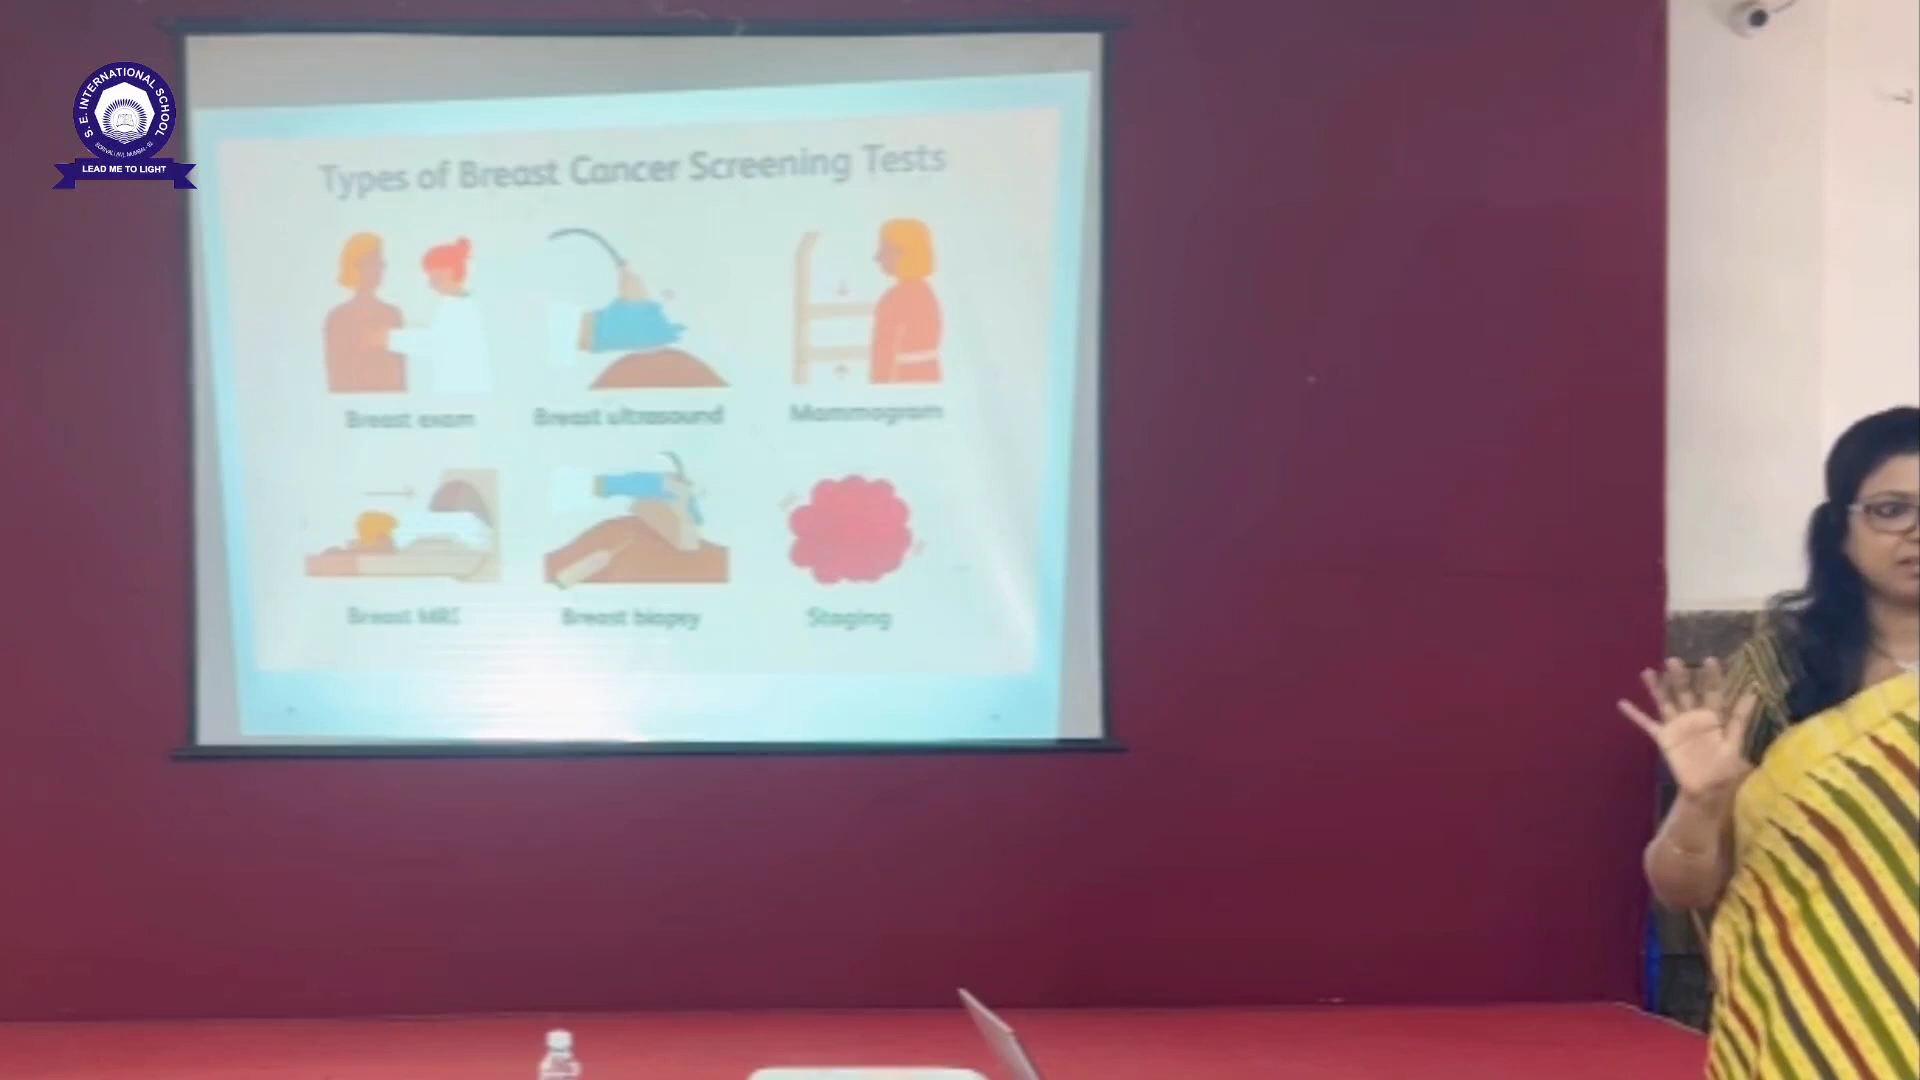 S. E. INTERNATIONAL SCHOOL
LEAD ME TO LIGHT
Types of Breast Cancer Screening Tests
Breast exam
Breast ultrasound
Mammogram
Breast MRI
Breast biopsy
Staging